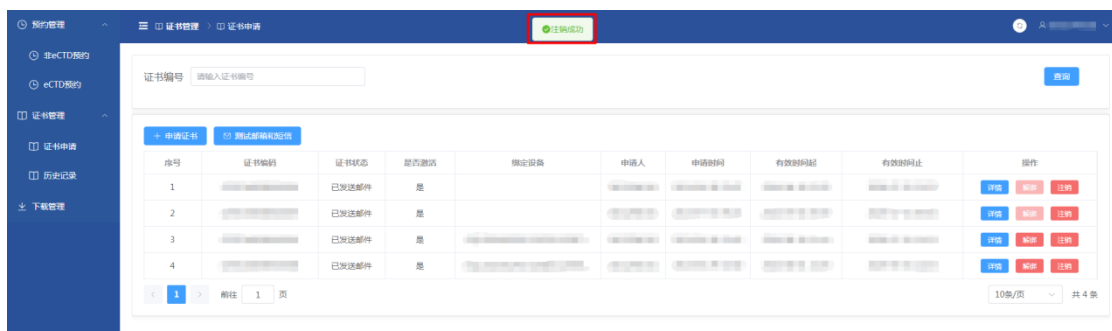 预约管理
证书管理 > 证书申请
注销成功
非eCTD预约
eCTD预约
证书管理
证书申请
历史记录
下载管理
证书编号 请输入证书编号 查询
+ 申请证书 测试邮箱和短信
序号 证书编码 证书状态 是否激活 绑定设备 申请人 申请时间 有效时间起 有效时间止 操作
1 已发送邮件 是 详情 解绑 注销
2 已发送邮件 是 详情 解绑 注销
3 已发送邮件 是 详情 解绑 注销
4 已发送邮件 是 详情 解绑 注销
< 1 > 前往 1 页 10条/页 共 4 条